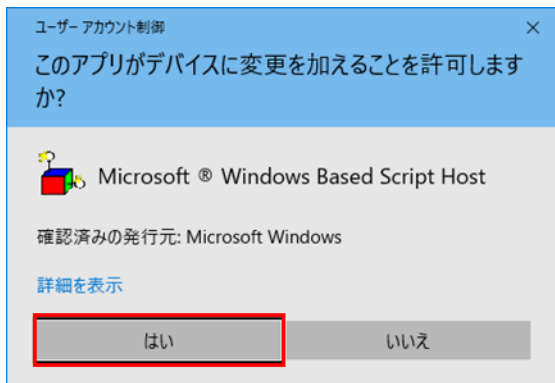 ユーザー アカウント制御
このアプリがデバイスに変更を加えることを許可します
か?
Microsoft ® Windows Based Script Host
確認済みの発行元: Microsoft Windows
詳細を表示
はい
いいえ